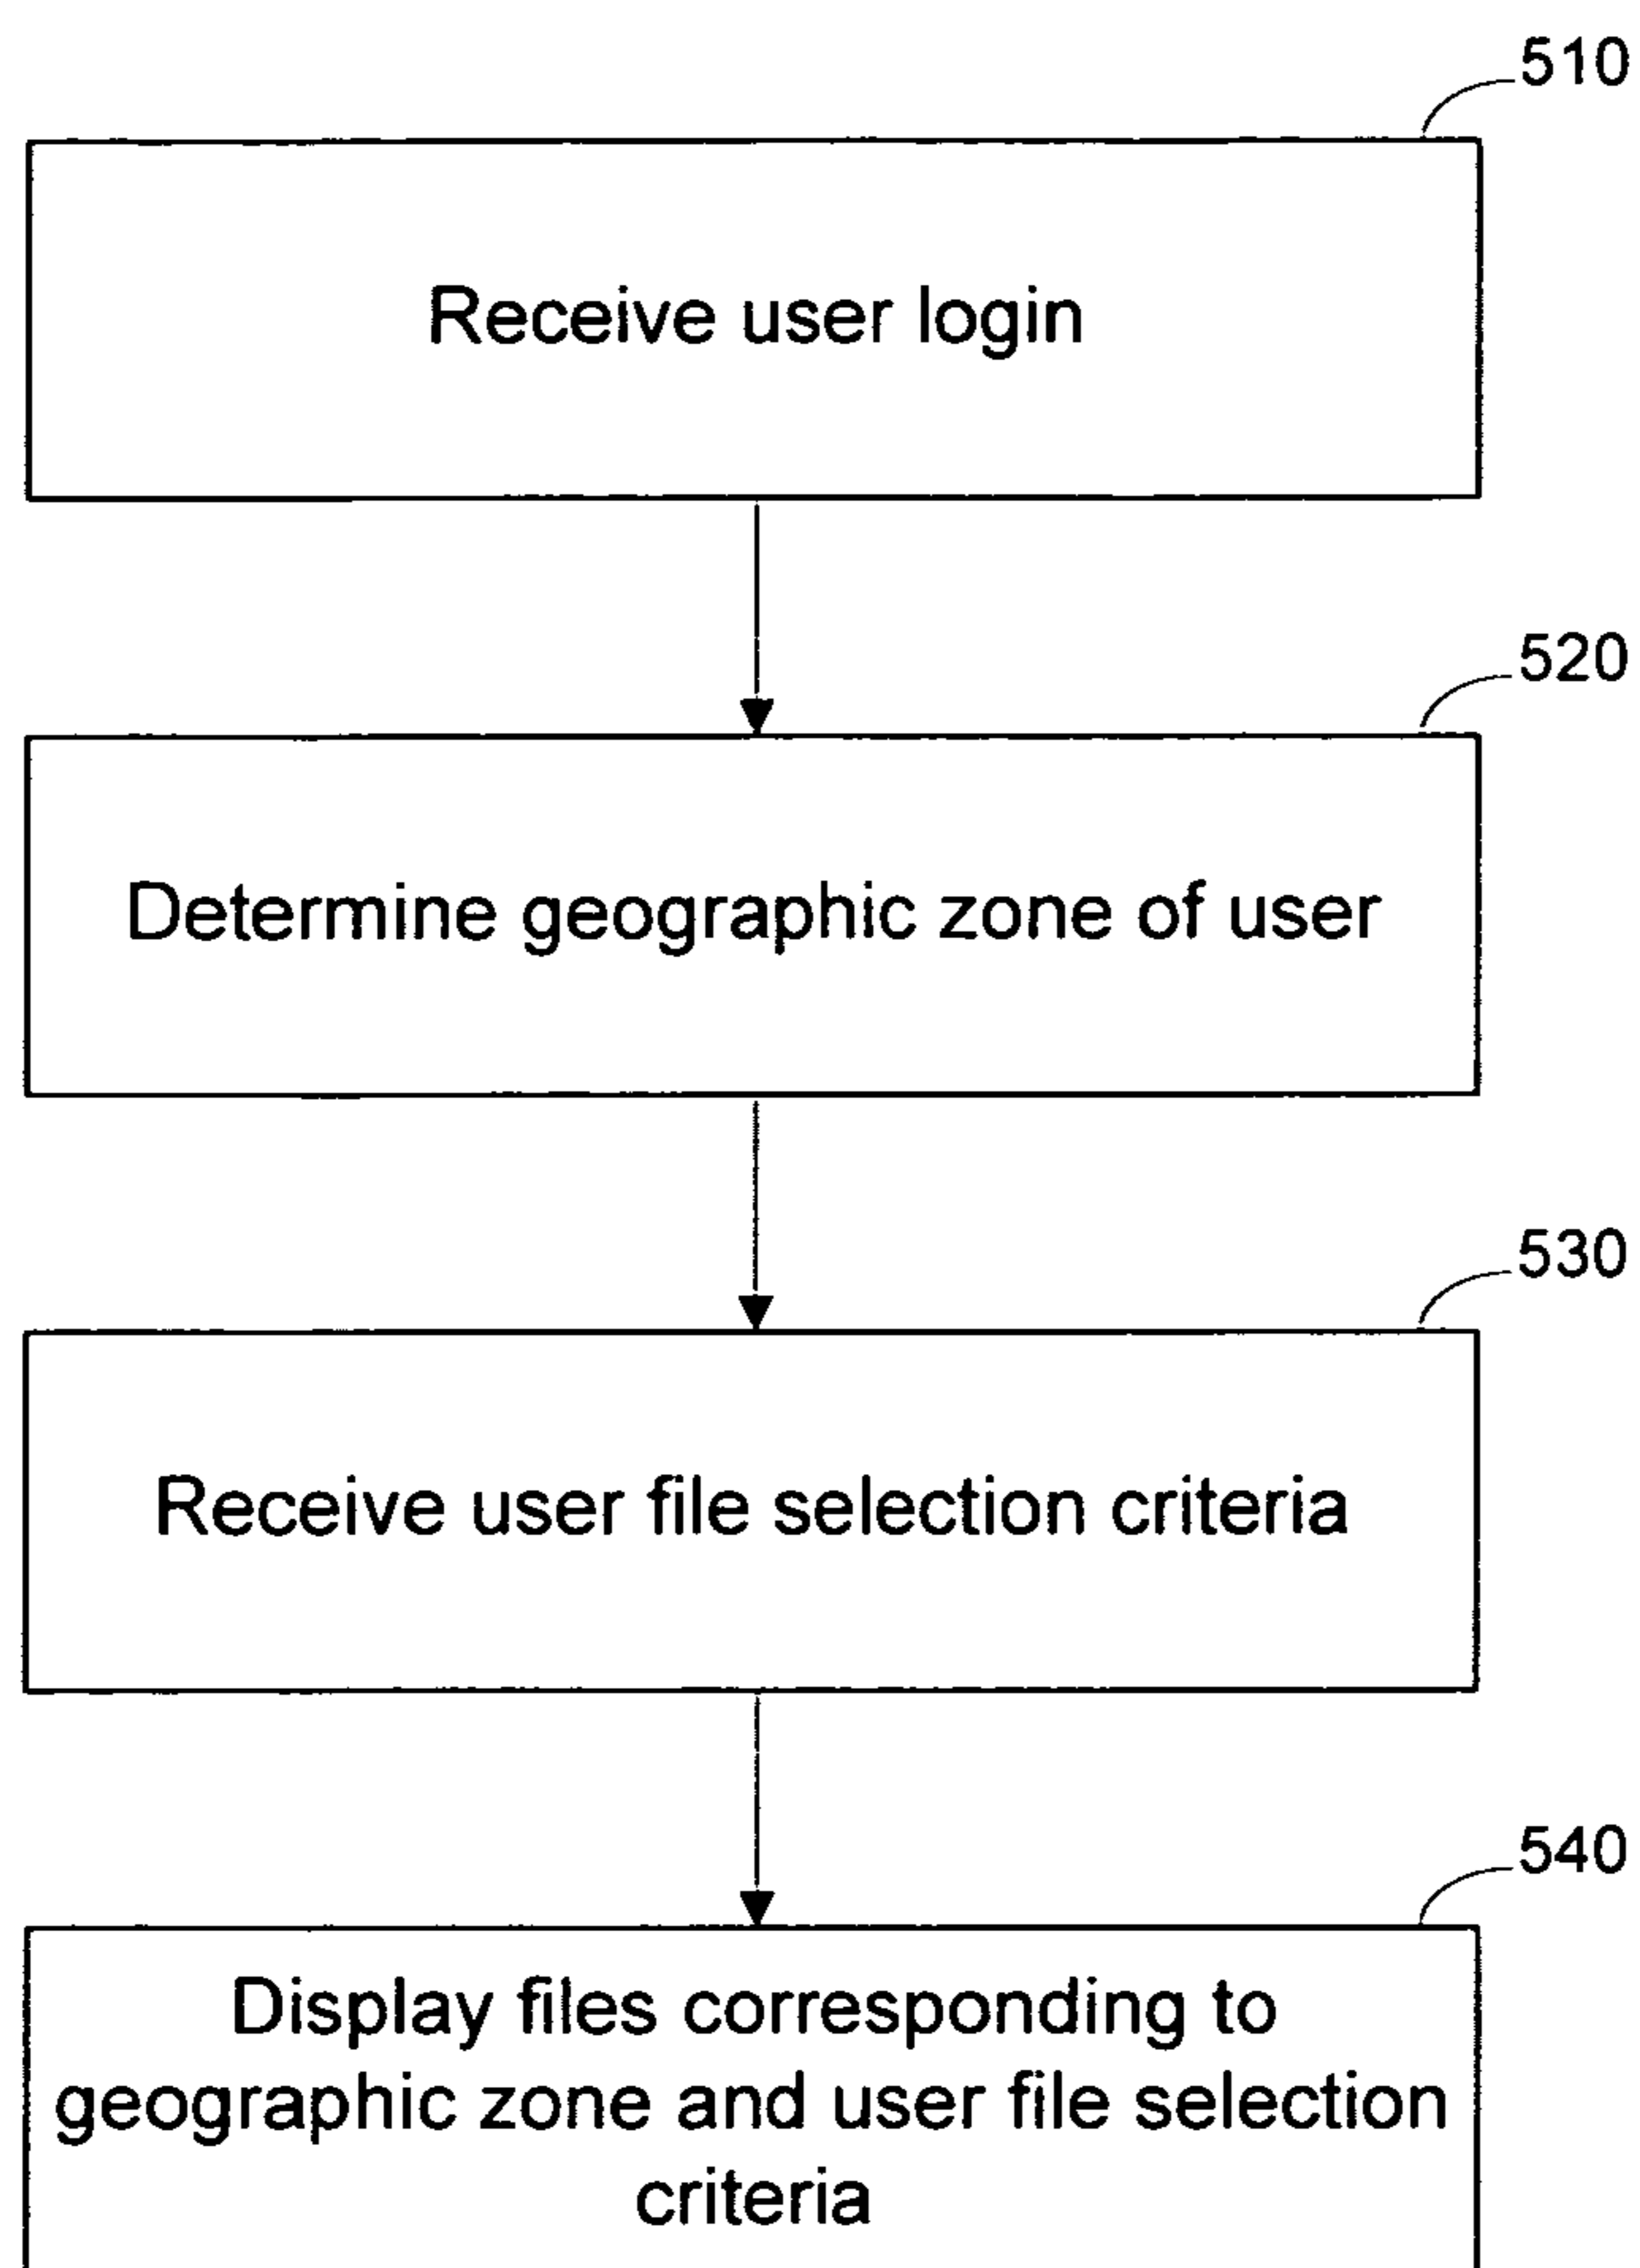 510
Receive user login
520
Determine geographic zone of user
530
Receive user file selection criteria
540
Display files corresponding to
geographic zone and user file selection
criteria